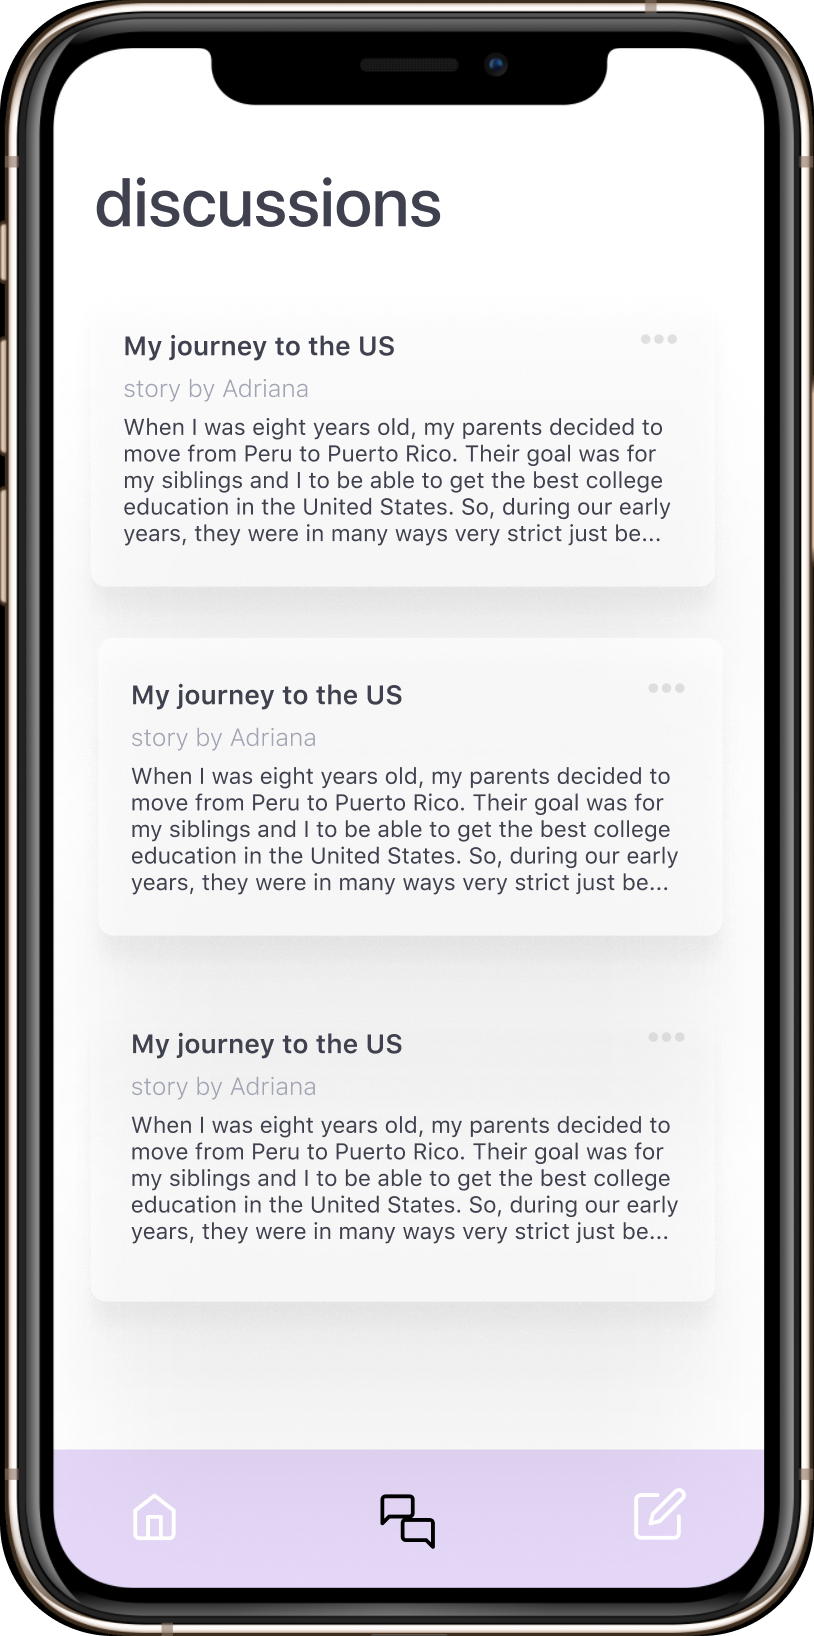 discussions
My journey to the US
story by Adriana
When I was eight years old, my parents decided to
move from Peru to Puerto Rico. Their goal was for
my siblings and I to be able to get the best college
education in the United States. So, during our early
years, they were in many ways very strict just be...
My journey to the US
story by Adriana
When I was eight years old, my parents decided to
move from Peru to Puerto Rico. Their goal was for
my siblings and I to be able to get the best college
education in the United States. So, during our early
years, they were in many ways very strict just be...
My journey to the US
story by Adriana
When I was eight years old, my parents decided to
move from Peru to Puerto Rico. Their goal was for
my siblings and I to be able to get the best college
education in the United States. So, during our early
years, they were in many ways very strict just be...